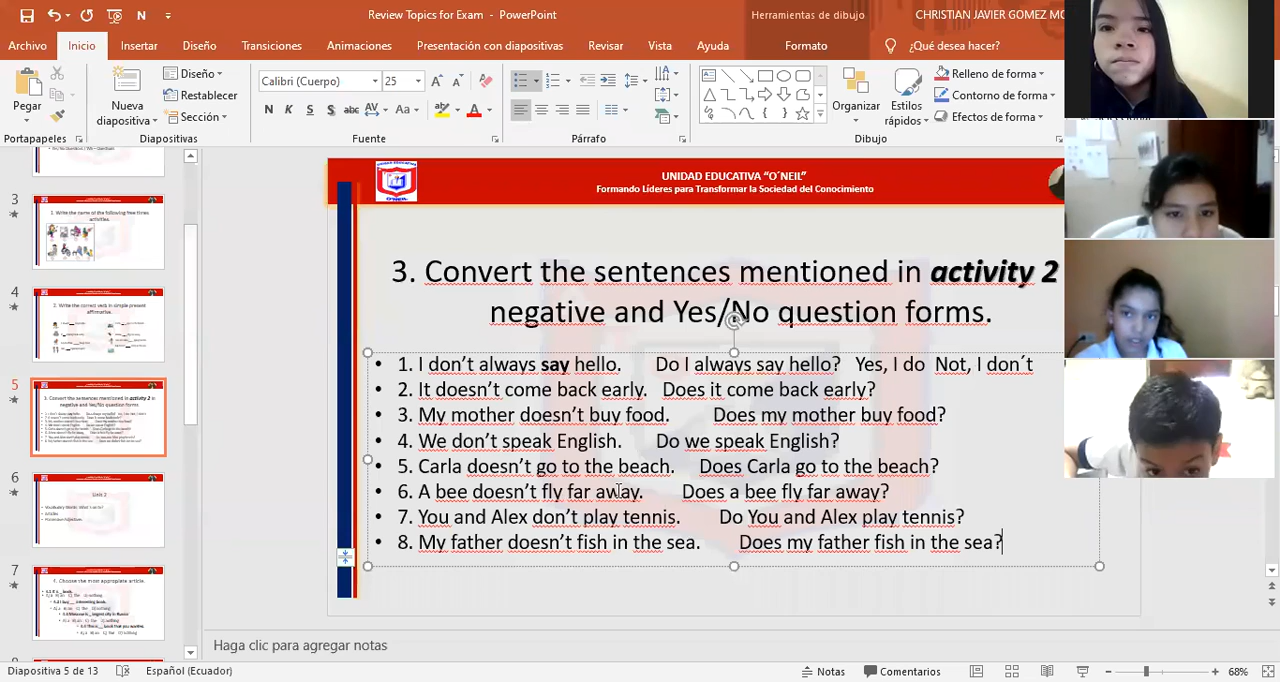 Review Topics for Exam - PowerPoint
Herramientas de dibujo
CHRISTIAN JAVIER GOMEZ
Archivo Inicio Insertar Diseño Transiciones Animaciones Presentación con diapositivas Revisar Vista Ayuda Formato ¿Qué desea hacer?
Pegar
Nueva diapositiva
Diseño
Restablecer
Sección
Calibri (Cuerpo) 25
Organizar
Estilos rápidos
Relleno de forma
Contorno de forma
Efectos de forma
Portapapeles Diapositivas Fuente Párrafo Dibujo
3
4
5
6
7
UNIDAD EDUCATIVA "O´NEIL"
Formando Líderes para Transformar la Sociedad del Conocimiento
3. Convert the sentences mentioned in activity 2
negative and Yes/No question forms.
• 1. I don't always say hello. Do I always say hello? Yes, I do Not, I don´t
• 2. It doesn't come back early. Does it come back early?
• 3. My mother doesn't buy food. Does my mother buy food?
• 4. We don't speak English. Do we speak English?
• 5. Carla doesn't go to the beach. Does Carla go to the beach?
• 6. A bee doesn't fly far away. Does a bee fly far away?
• 7. You and Alex don't play tennis. Do You and Alex play tennis?
• 8. My father doesn't fish in the sea. Does my father fish in the sea?
Haga clic para agregar notas
Diapositiva 5 de 13 Español (Ecuador) Notas Comentarios 68%